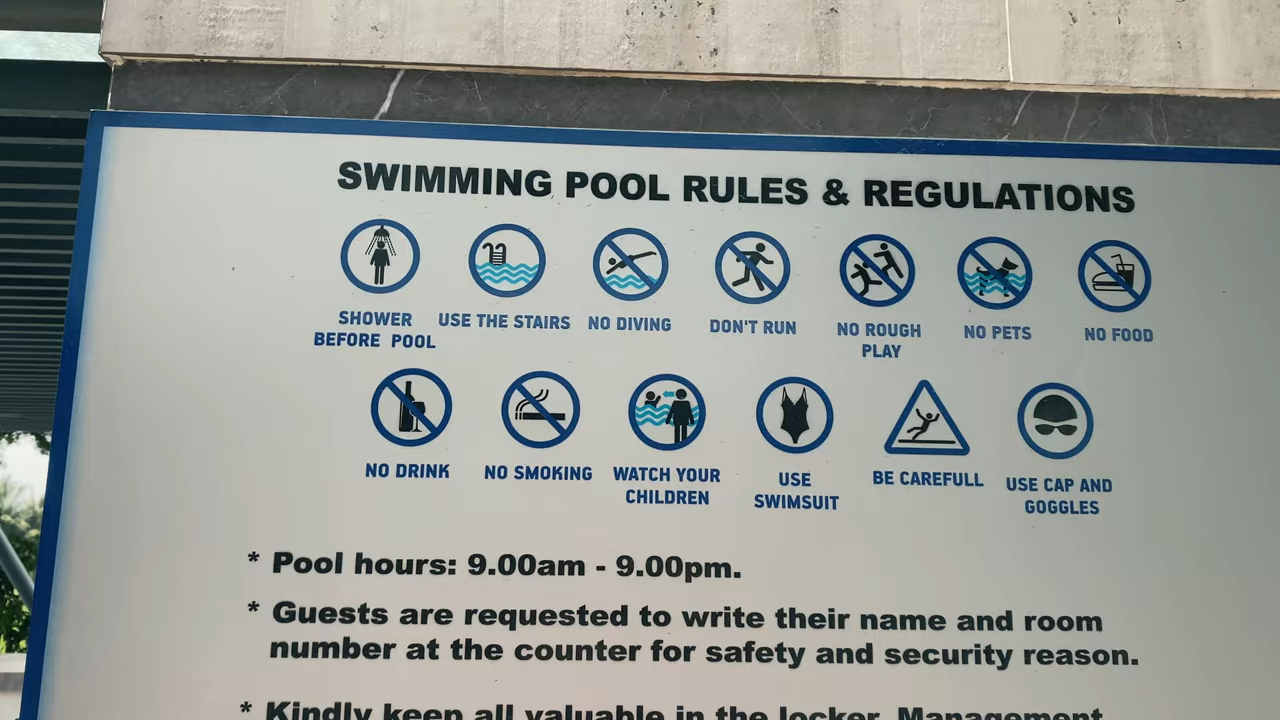 SWIMMING POOL RULES & REGULATIONS
SHOWER
BEFORE POOL
USE THE STAIRS
NO DIVING
DON'T RUN
NO ROUGH
PLAY
NO PETS
NO FOOD
NO DRINK
NO SMOKING
WATCH YOUR
CHILDREN
USE
SWIMSUIT
BE CAREFULL
USE CAP AND
GOGGLES
* Pool hours: 9.00am - 9.00pm.
* Guests are requested to write their name and room
number at the counter for safety and security reason.
* Kindly keep all valuable in the locker. Management